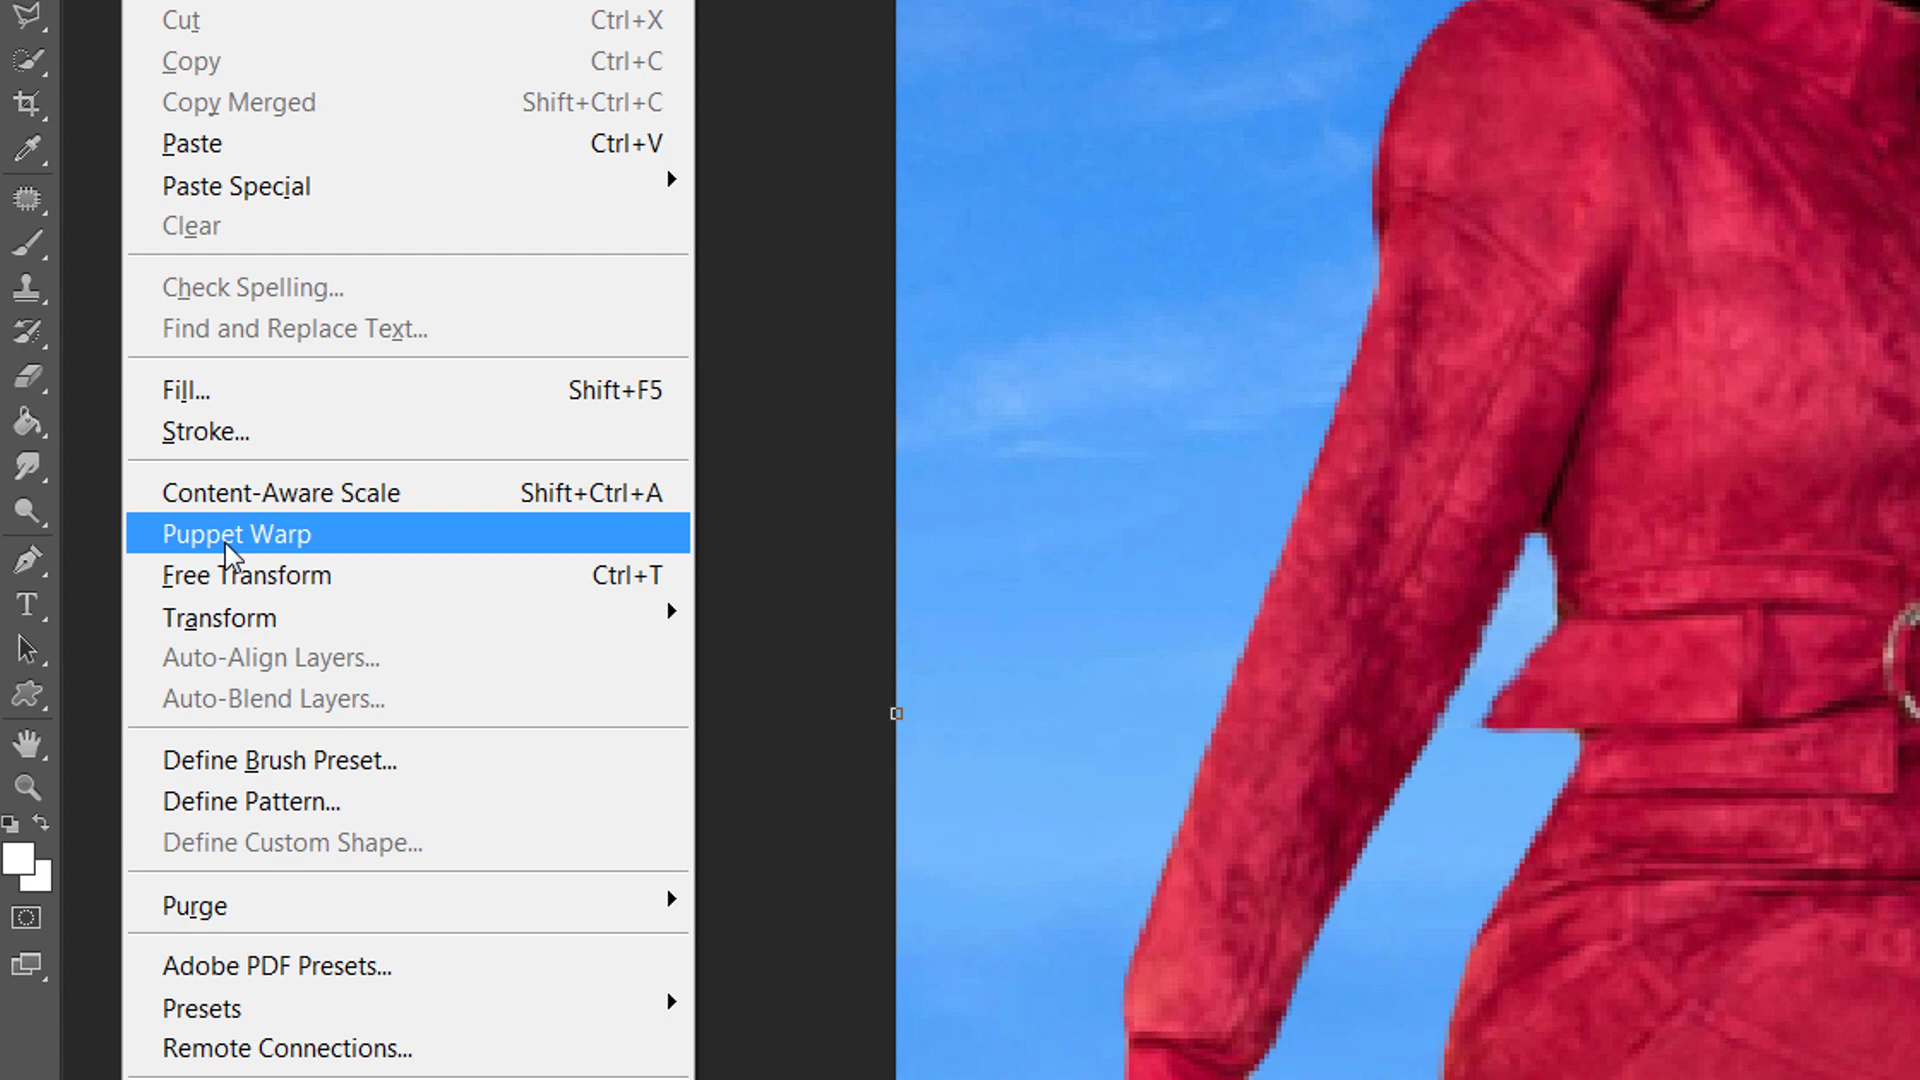 Cut Ctrl+X
Copy Ctrl+C
Copy Merged Shift+Ctrl+C
Paste Ctrl+V
Paste Special
Clear
Check Spelling...
Find and Replace Text...
Fill... Shift+F5
Stroke...
Content-Aware Scale Shift+Ctrl+A
Puppet Warp
Free Transform Ctrl+T
Transform
Auto-Align Layers...
Auto-Blend Layers...
Define Brush Preset...
Define Pattern...
Define Custom Shape...
Purge
Adobe PDF Presets...
Presets
Remote Connections...